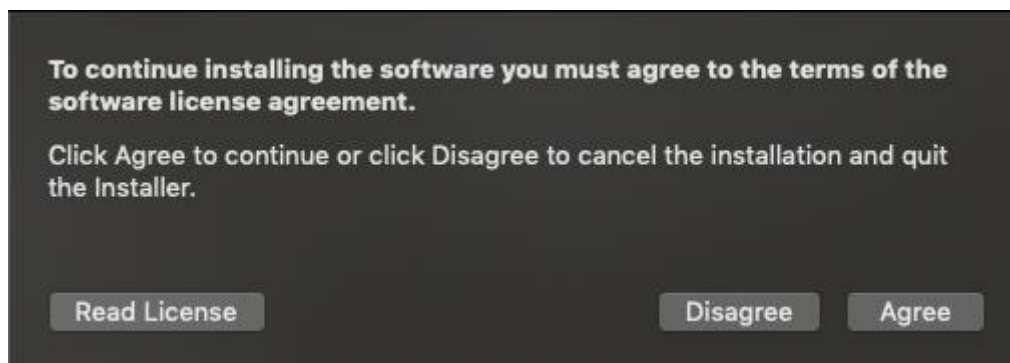 To continue installing the software you must agree to the terms of the
software license agreement.
Click Agree to continue or click Disagree to cancel the installation and quit
the Installer.
Read License Disagree Agree